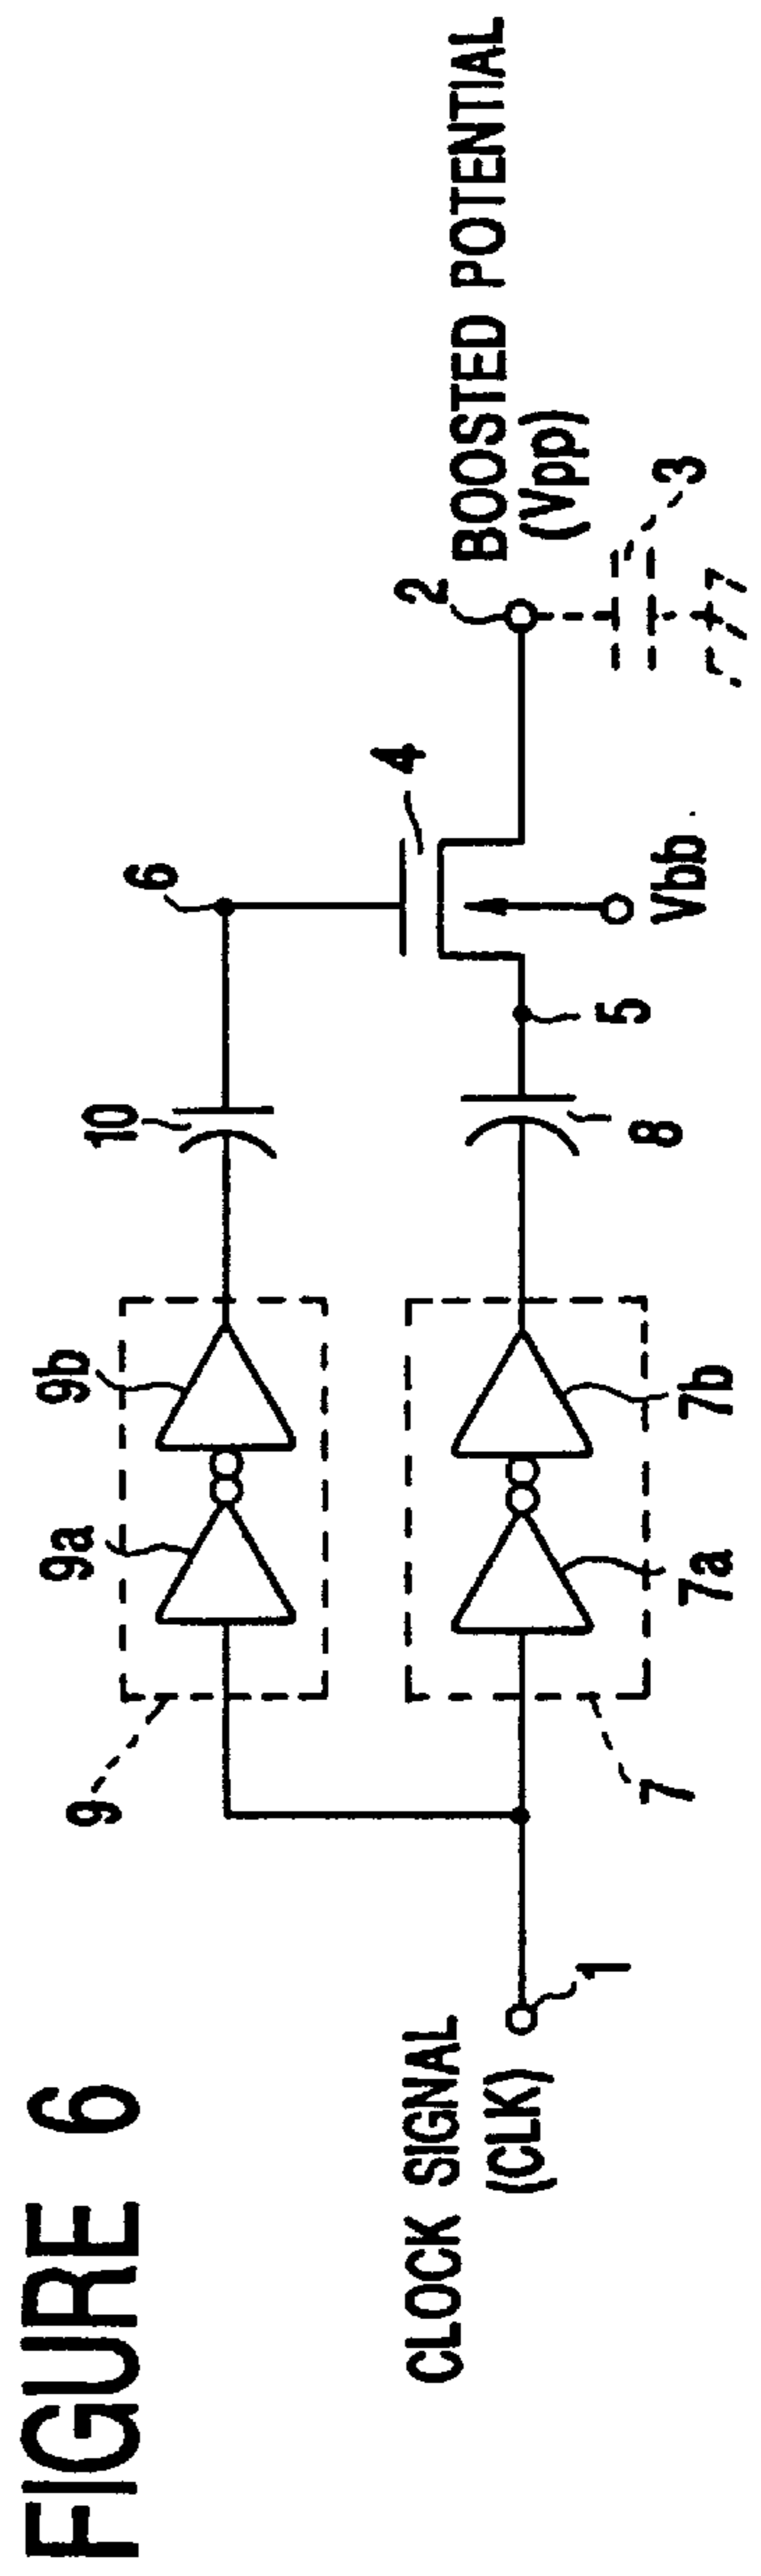 FIGURE 6
CLOCK SIGNAL
(CLK)
1
9
9a
9b
10
6
7
7a
7b
8
5
4
Vbb
2
3
BOOSTED POTENTIAL
(Vpp)